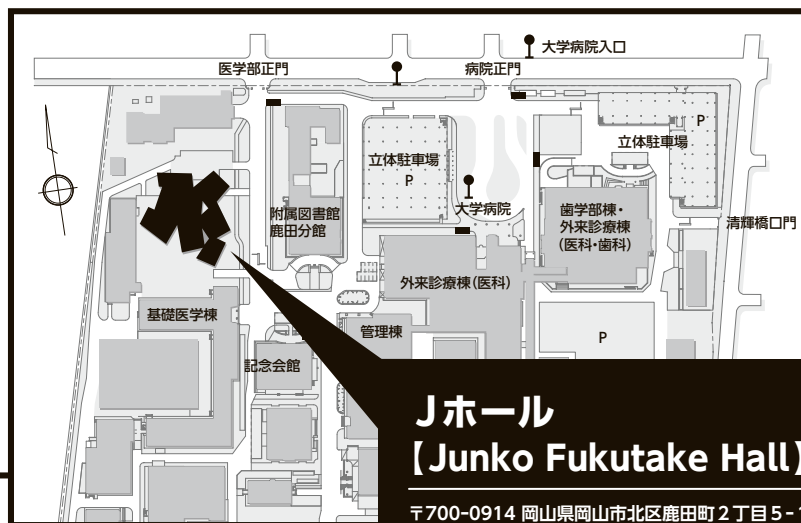 大学病院入口
医学部正門
病院正門
P
立体駐車場
立体駐車場
P
附属図書館
鹿田分館
大学病院
歯学部棟・
外来診療棟
(医科・歯科)
清輝橋口門
外来診療棟(医科)
基礎医学棟
管理棟
記念会館
P
Jホール
【Junko Fukutake Hall】
〒700-0914 岡山県岡山市北区鹿田町2丁目5-